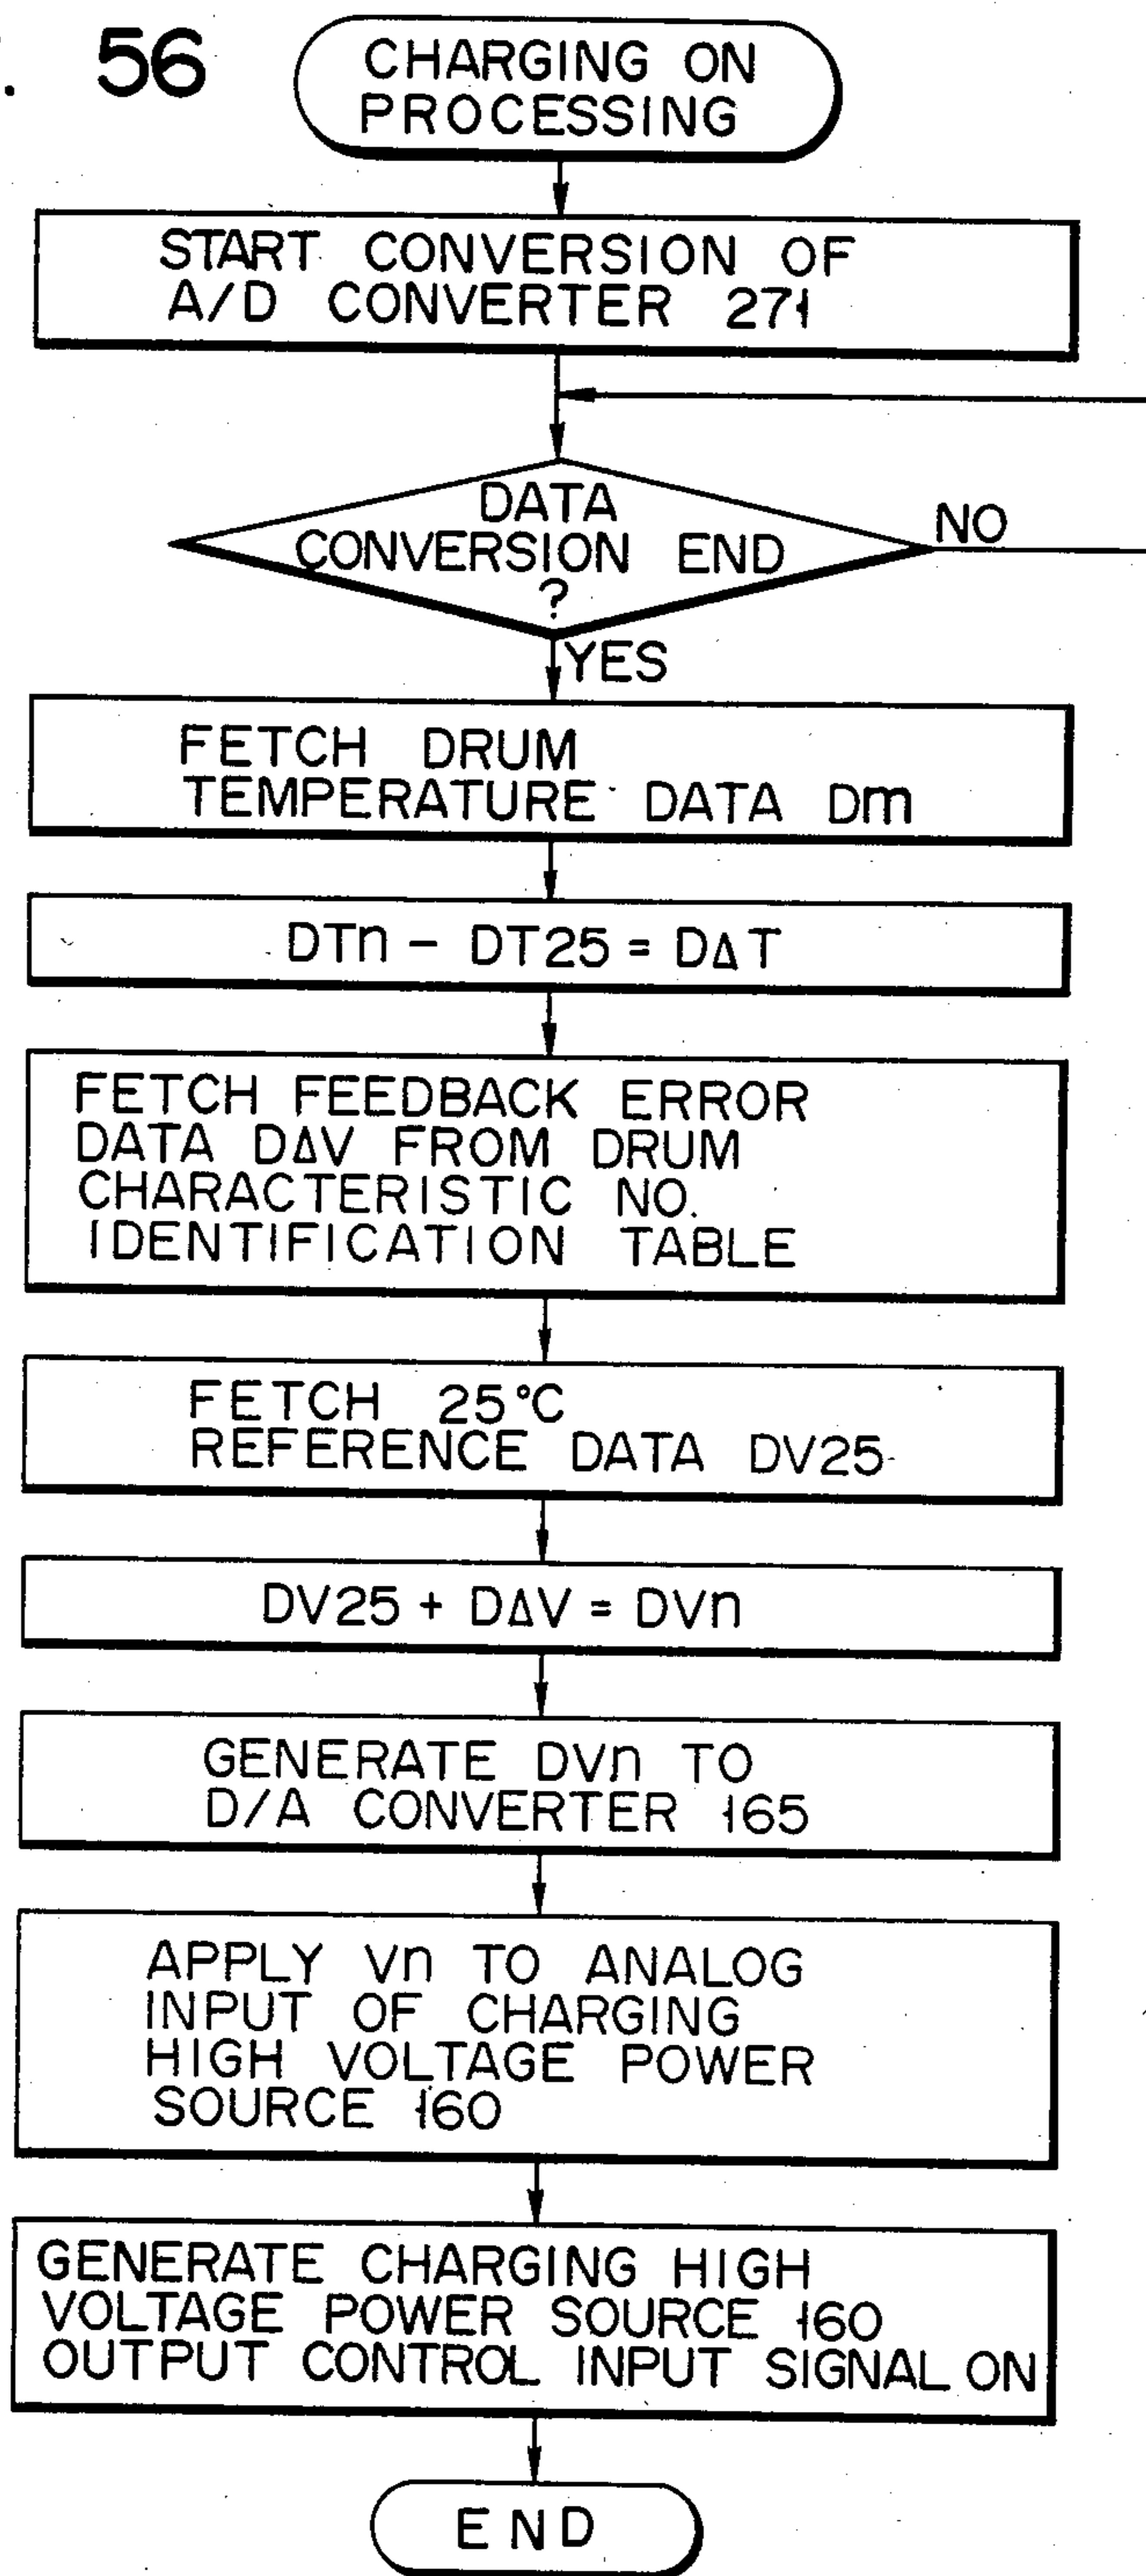 . 56
CHARGING ON
PROCESSING
START CONVERSION OF
A/D CONVERTER 271
DATA
CONVERSION END
?
NO
YES
FETCH DRUM
TEMPERATURE DATA Dm
DTn - DT25 = DΔT
FETCH FEEDBACK ERROR
DATA DΔV FROM DRUM
CHARACTERISTIC NO.
IDENTIFICATION TABLE
FETCH 25°C
REFERENCE DATA DV25
DV25 + DΔV = DVn
GENERATE DVn TO
D/A CONVERTER 165
APPLY Vn TO ANALOG
INPUT OF CHARGING
HIGH VOLTAGE POWER
SOURCE 160
GENERATE CHARGING HIGH
VOLTAGE POWER SOURCE 160
OUTPUT CONTROL INPUT SIGNAL ON
END